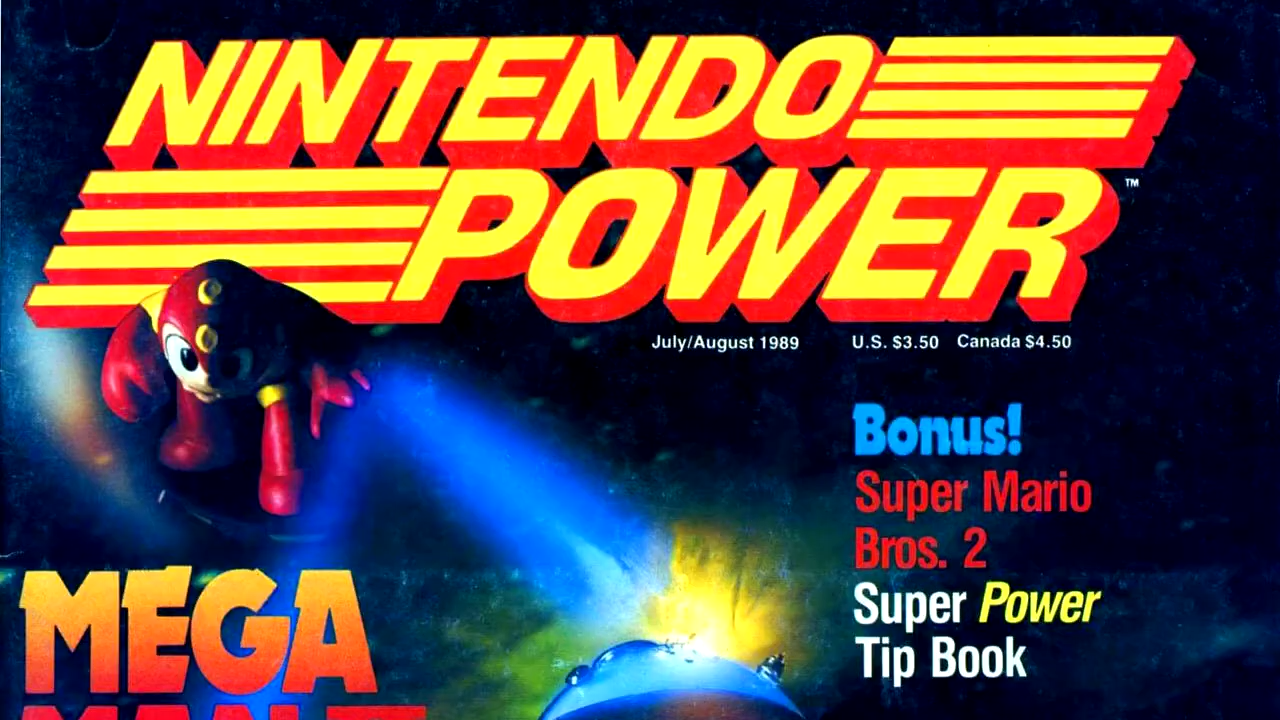 NINTENDO
POWER™
July/August 1989 U.S. $3.50 Canada $4.50
Bonus!
Super Mario
Bros. 2
Super Power
Tip Book
MEGA